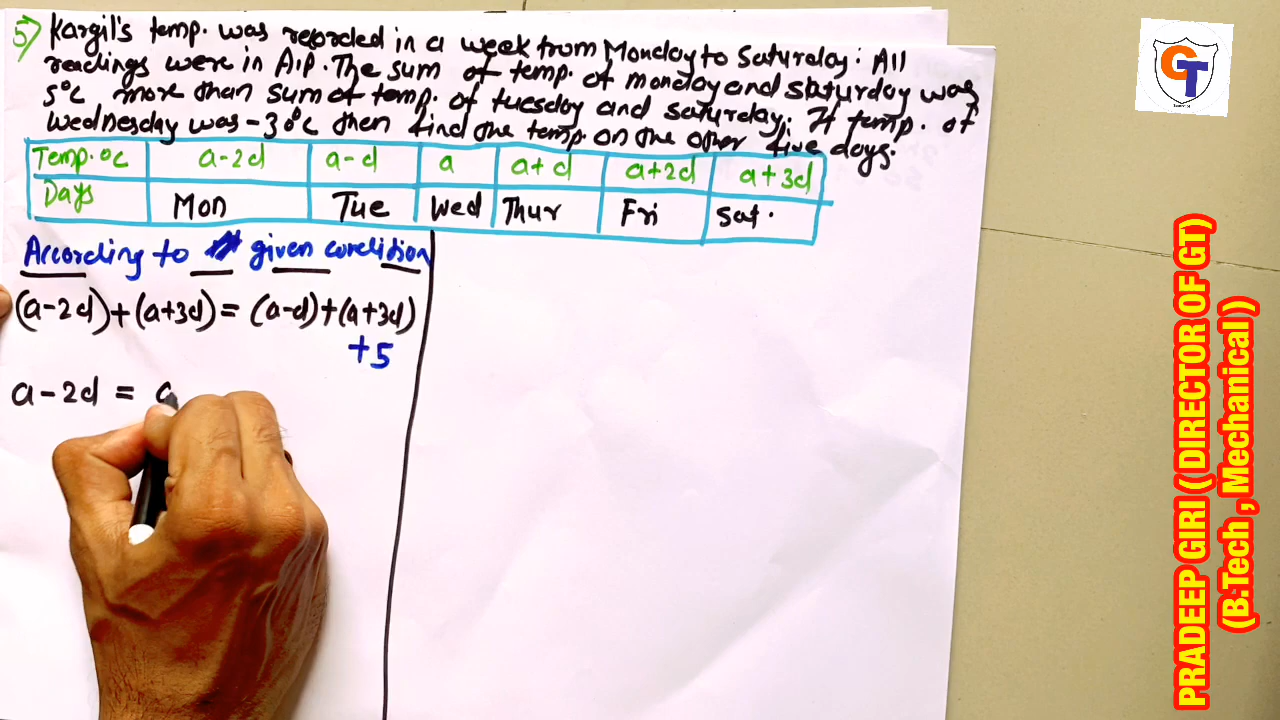 5) Kargil's temp. was recorded in a week from Monday to Saturday. All
readings were in A.P. The sum of temp. of monday and saturday was
5°C more than sum of temp. of tuesday and saturday. If temp. of
Wednesday was -30°C then find the temp. on the other five days.
Temp.°C a-2d a-d a a+d a+2d a+3d
Days Mon Tue Wed Thur Fri Sat.
According to given condition
(a-2d)+(a+3d)= (a-d)+(a+3d)
+5
a-2d = a
GT
PRADEEP GIRI ( DIRECTOR OF GT)
(B.Tech , Mechanical )